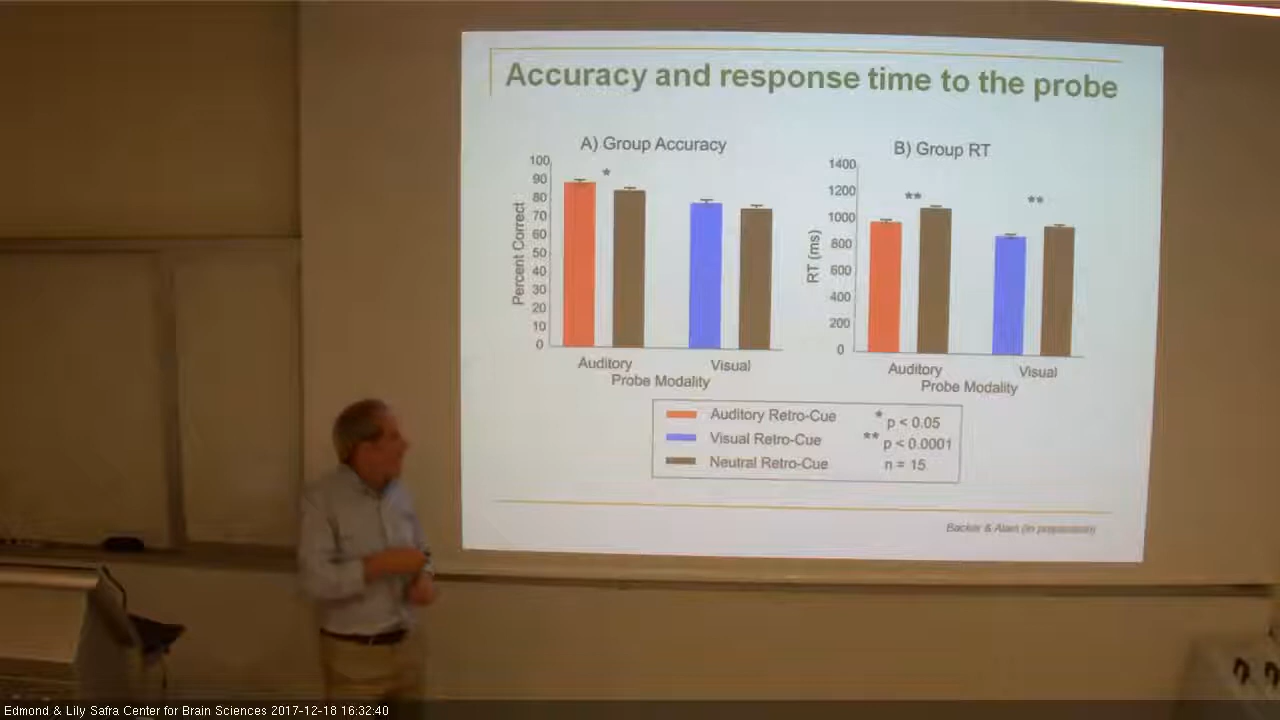 Accuracy and response time to the probe
A) Group Accuracy
100
90
80
70
60
50
40
30
20
10
0
Percent Correct
*
Auditory
Visual
Probe Modality
B) Group RT
1400
1200
1000
800
600
400
200
0
RT (ms)
**
**
Auditory
Visual
Probe Modality
Auditory Retro-Cue
Visual Retro-Cue
Neutral Retro-Cue
* p < 0.05
** p < 0.0001
n = 15
Backer & Alain (in preparation)
Edmond & Lily Safra Center for Brain Sciences 2017-12-18 16:32:40